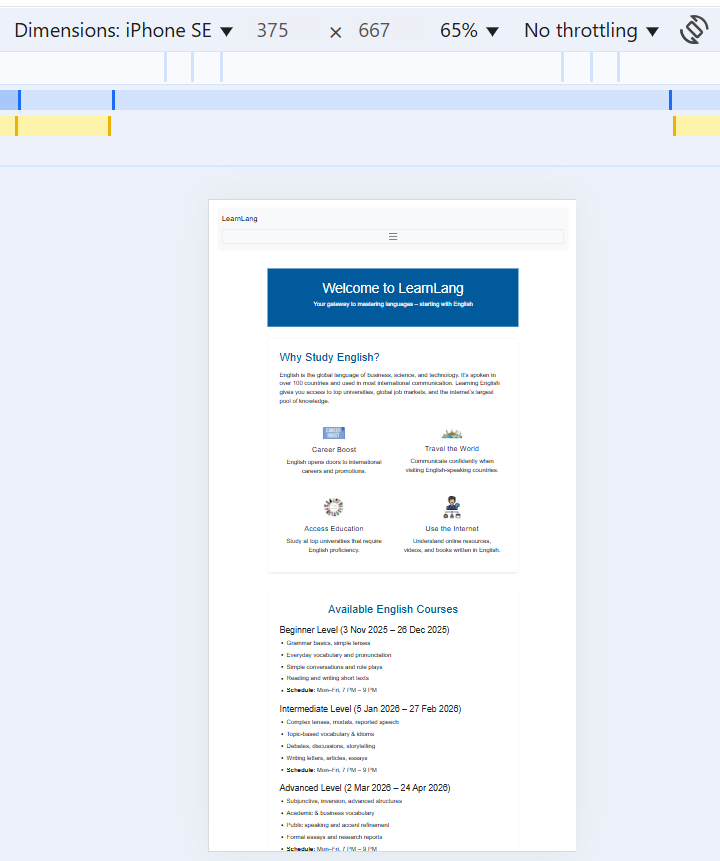 Dimensions: iPhone SE ▼ 375 × 667 65% ▼ No throttling ▼
LearnLang
Welcome to LearnLang
Your gateway to mastering languages – starting with English
Why Study English?
English is the global language of business, science, and technology. It's spoken in
over 100 countries and used in most international communication. Learning English
gives you access to top universities, global job markets, and the internet's largest
pool of knowledge.
Career Boost
English opens doors to international
careers and promotions.
Travel the World
Communicate confidently when
visiting English-speaking countries.
Access Education
Study at top universities that require
English proficiency.
Use the Internet
Understand online resources,
videos, and books written in English.
Available English Courses
Beginner Level (3 Nov 2025 – 26 Dec 2025)
• Grammar basics, simple tenses
• Everyday vocabulary and pronunciation
• Simple conversations and role plays
• Reading and writing short texts
• Schedule: Mon–Fri, 7 PM – 9 PM
Intermediate Level (5 Jan 2026 – 27 Feb 2026)
• Complex tenses, modals, reported speech
• Topic-based vocabulary & idioms
• Debates, discussions, storytelling
• Writing letters, articles, essays
• Schedule: Mon–Fri, 7 PM – 9 PM
Advanced Level (2 Mar 2026 – 24 Apr 2026)
• Subjunctive, inversion, advanced structures
• Academic & business vocabulary
• Public speaking and accent refinement
• Formal essays and research reports
• Schedule: Mon–Fri, 7 PM – 9 PM